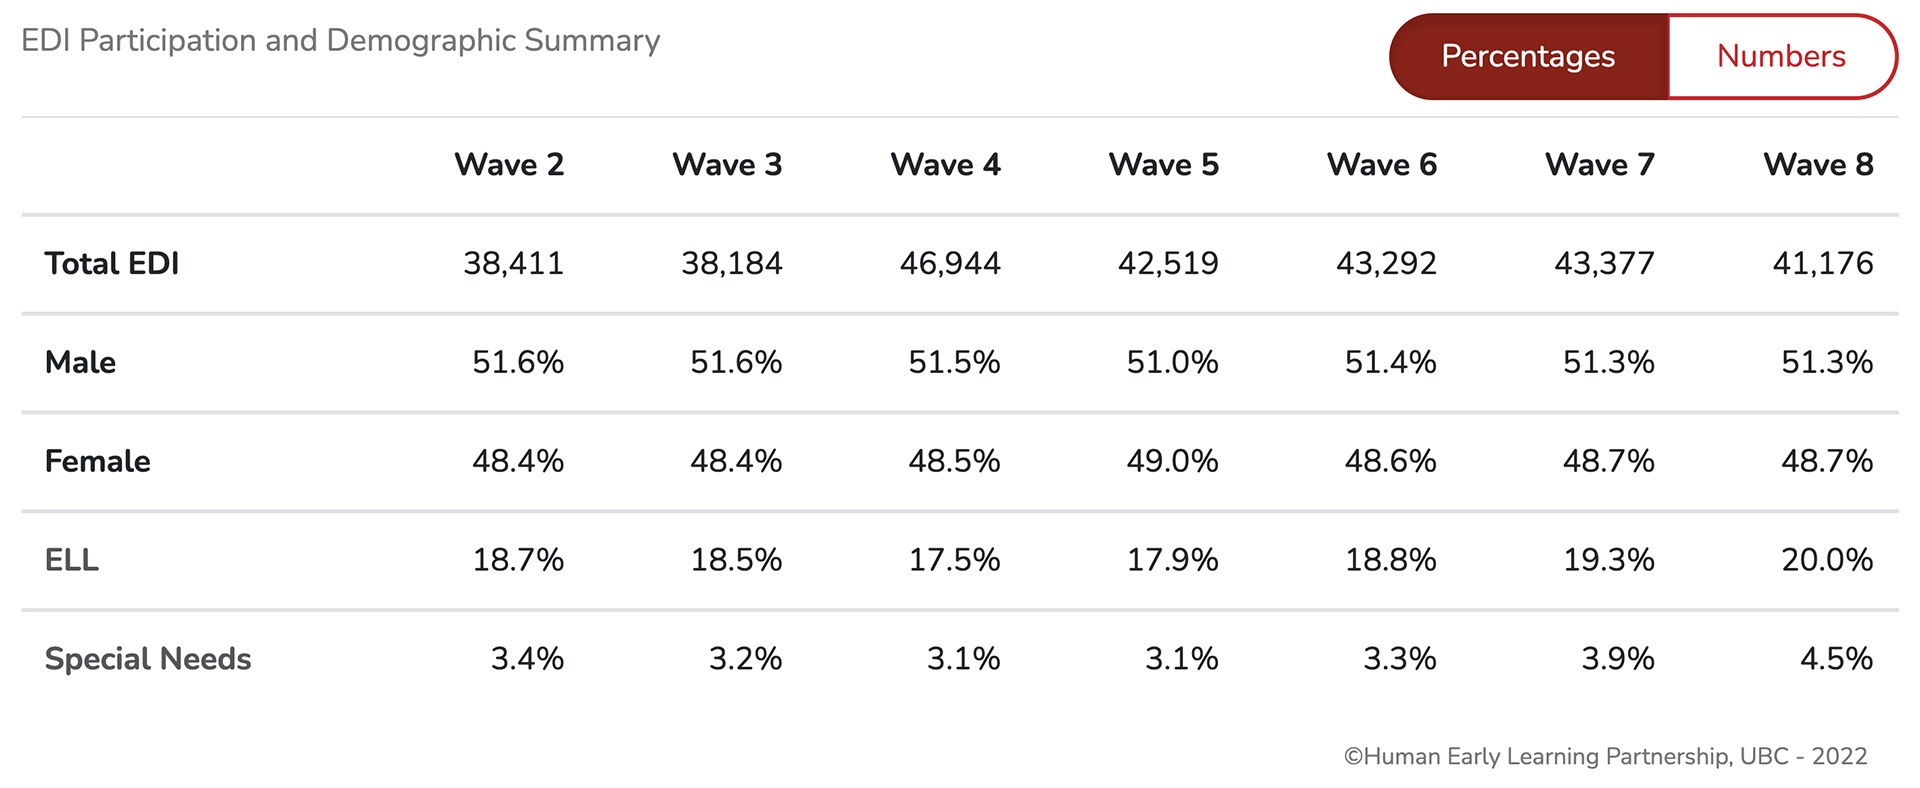 EDI Participation and Demographic Summary
Percentages Numbers
Wave 2 Wave 3 Wave 4 Wave 5 Wave 6 Wave 7 Wave 8
Total EDI 38,411 38,184 46,944 42,519 43,292 43,377 41,176
Male 51.6% 51.6% 51.5% 51.0% 51.4% 51.3% 51.3%
Female 48.4% 48.4% 48.5% 49.0% 48.6% 48.7% 48.7%
ELL 18.7% 18.5% 17.5% 17.9% 18.8% 19.3% 20.0%
Special Needs 3.4% 3.2% 3.1% 3.1% 3.3% 3.9% 4.5%
©Human Early Learning Partnership, UBC - 2022